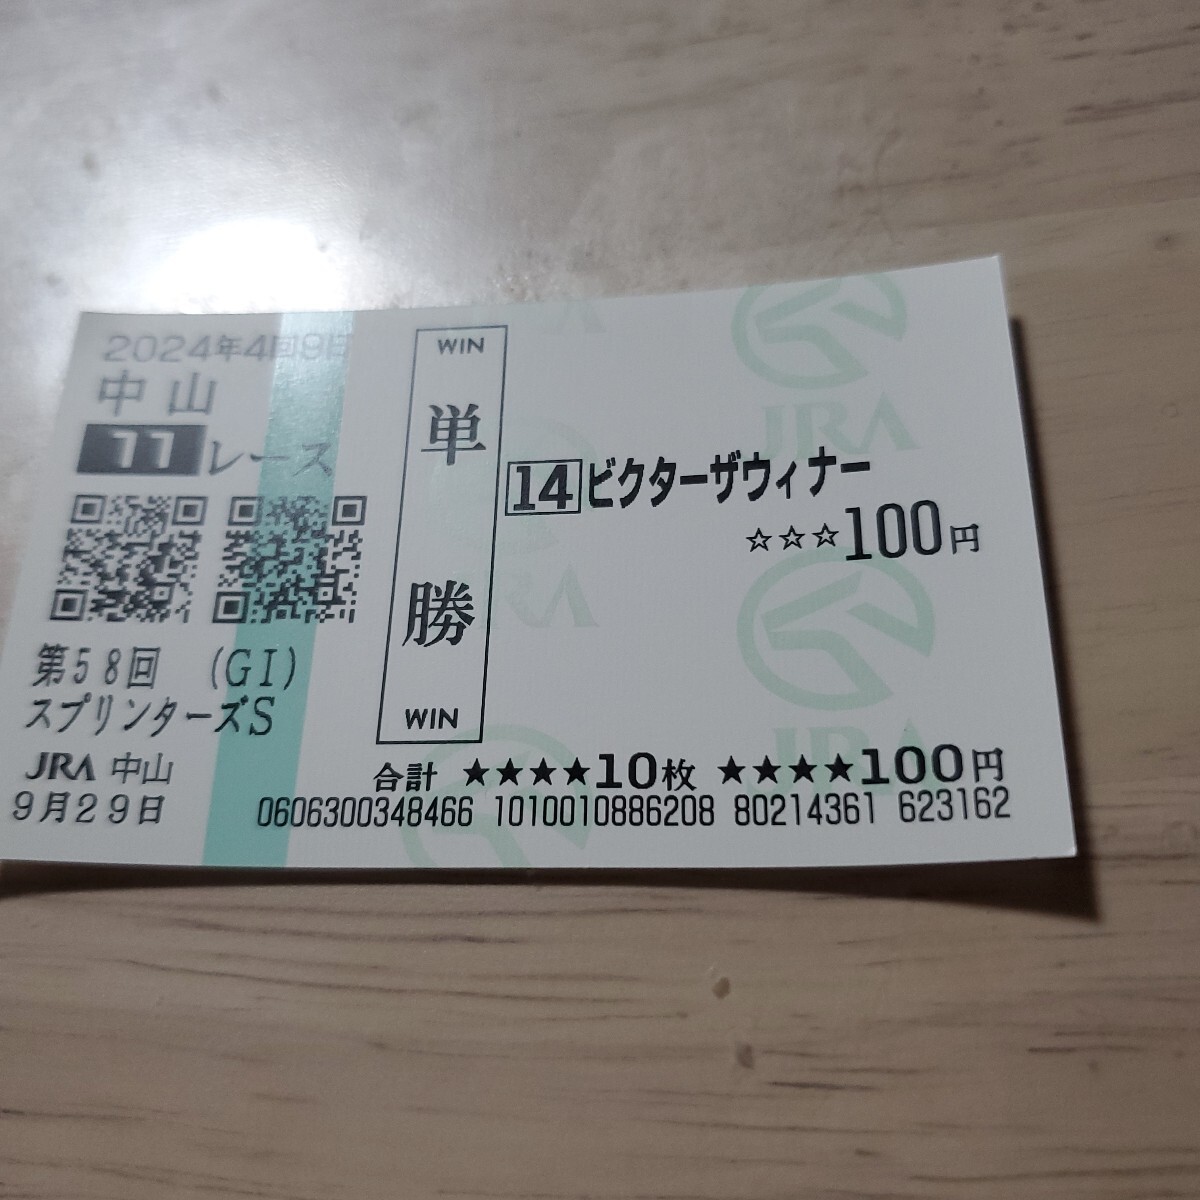 2024年4回9日
中山
11レース
第58回 (GI)
スプリンターズS
JRA 中山
9月29日
WIN
単勝
WIN
14 ビクターザウィナー
☆☆☆100円
合計 ★★★★10枚 ★★★★100円
0606300348466 1010010886208 80214361 623162
JRA
JRA
JRA